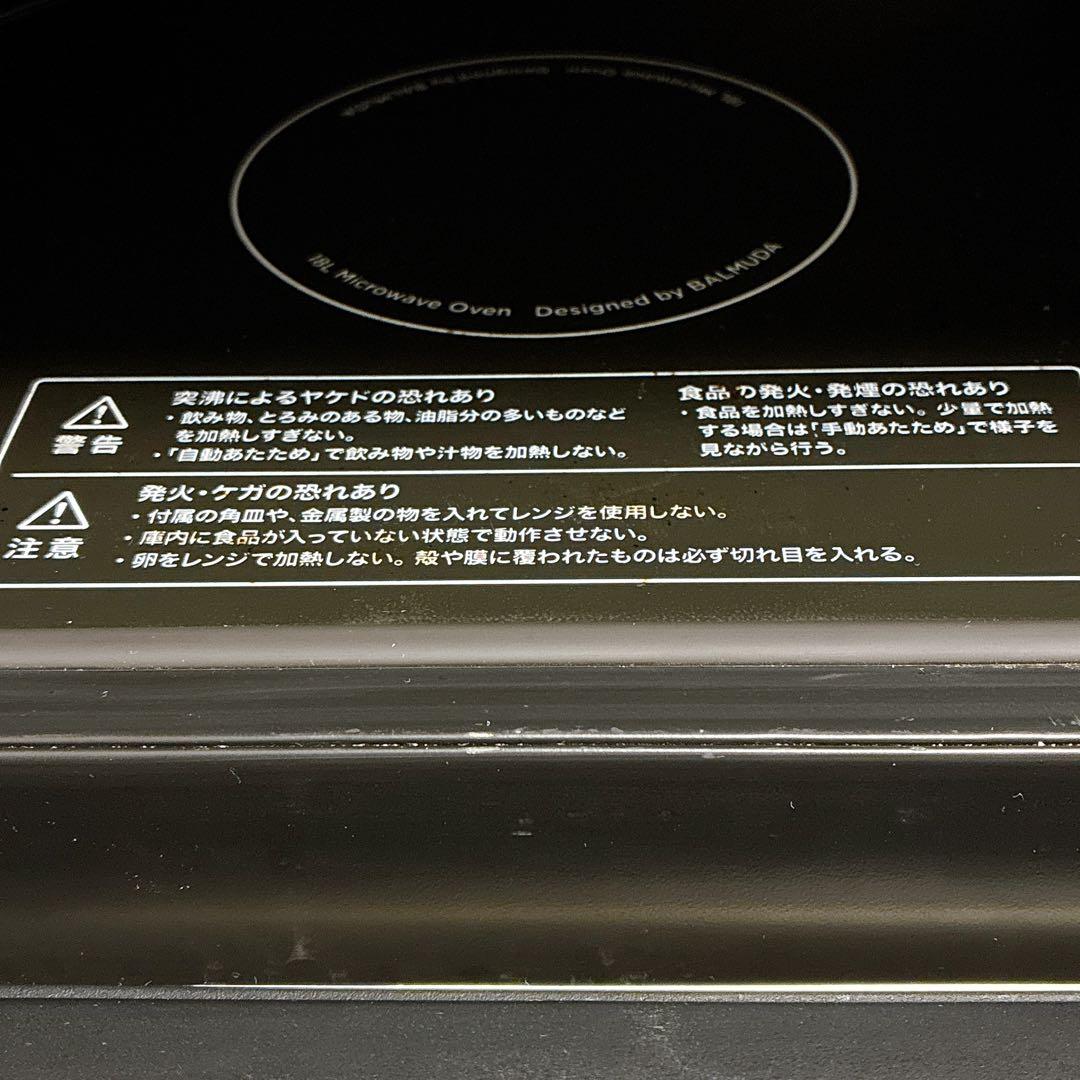 18L Microwave Oven Designed by BALMUDA
18L Microwave Oven Designed by BALMUDA
警告
突沸によるヤケドの恐れあり
・飲み物、とろみのある物、油脂分の多いものなど
を加熱しすぎない。
・「自動あたため」で飲み物や汁物を加熱しない。
食品の発火・発煙の恐れあり
・食品を加熱しすぎない。少量で加熱
する場合は「手動あたため」で様子を
見ながら行う。
注意
発火・ケガの恐れあり
・付属の角皿や、金属製の物を入れてレンジを使用しない。
・庫内に食品が入っていない状態で動作させない。
・卵をレンジで加熱しない。殻や膜に覆われたものは必ず切れ目を入れる。